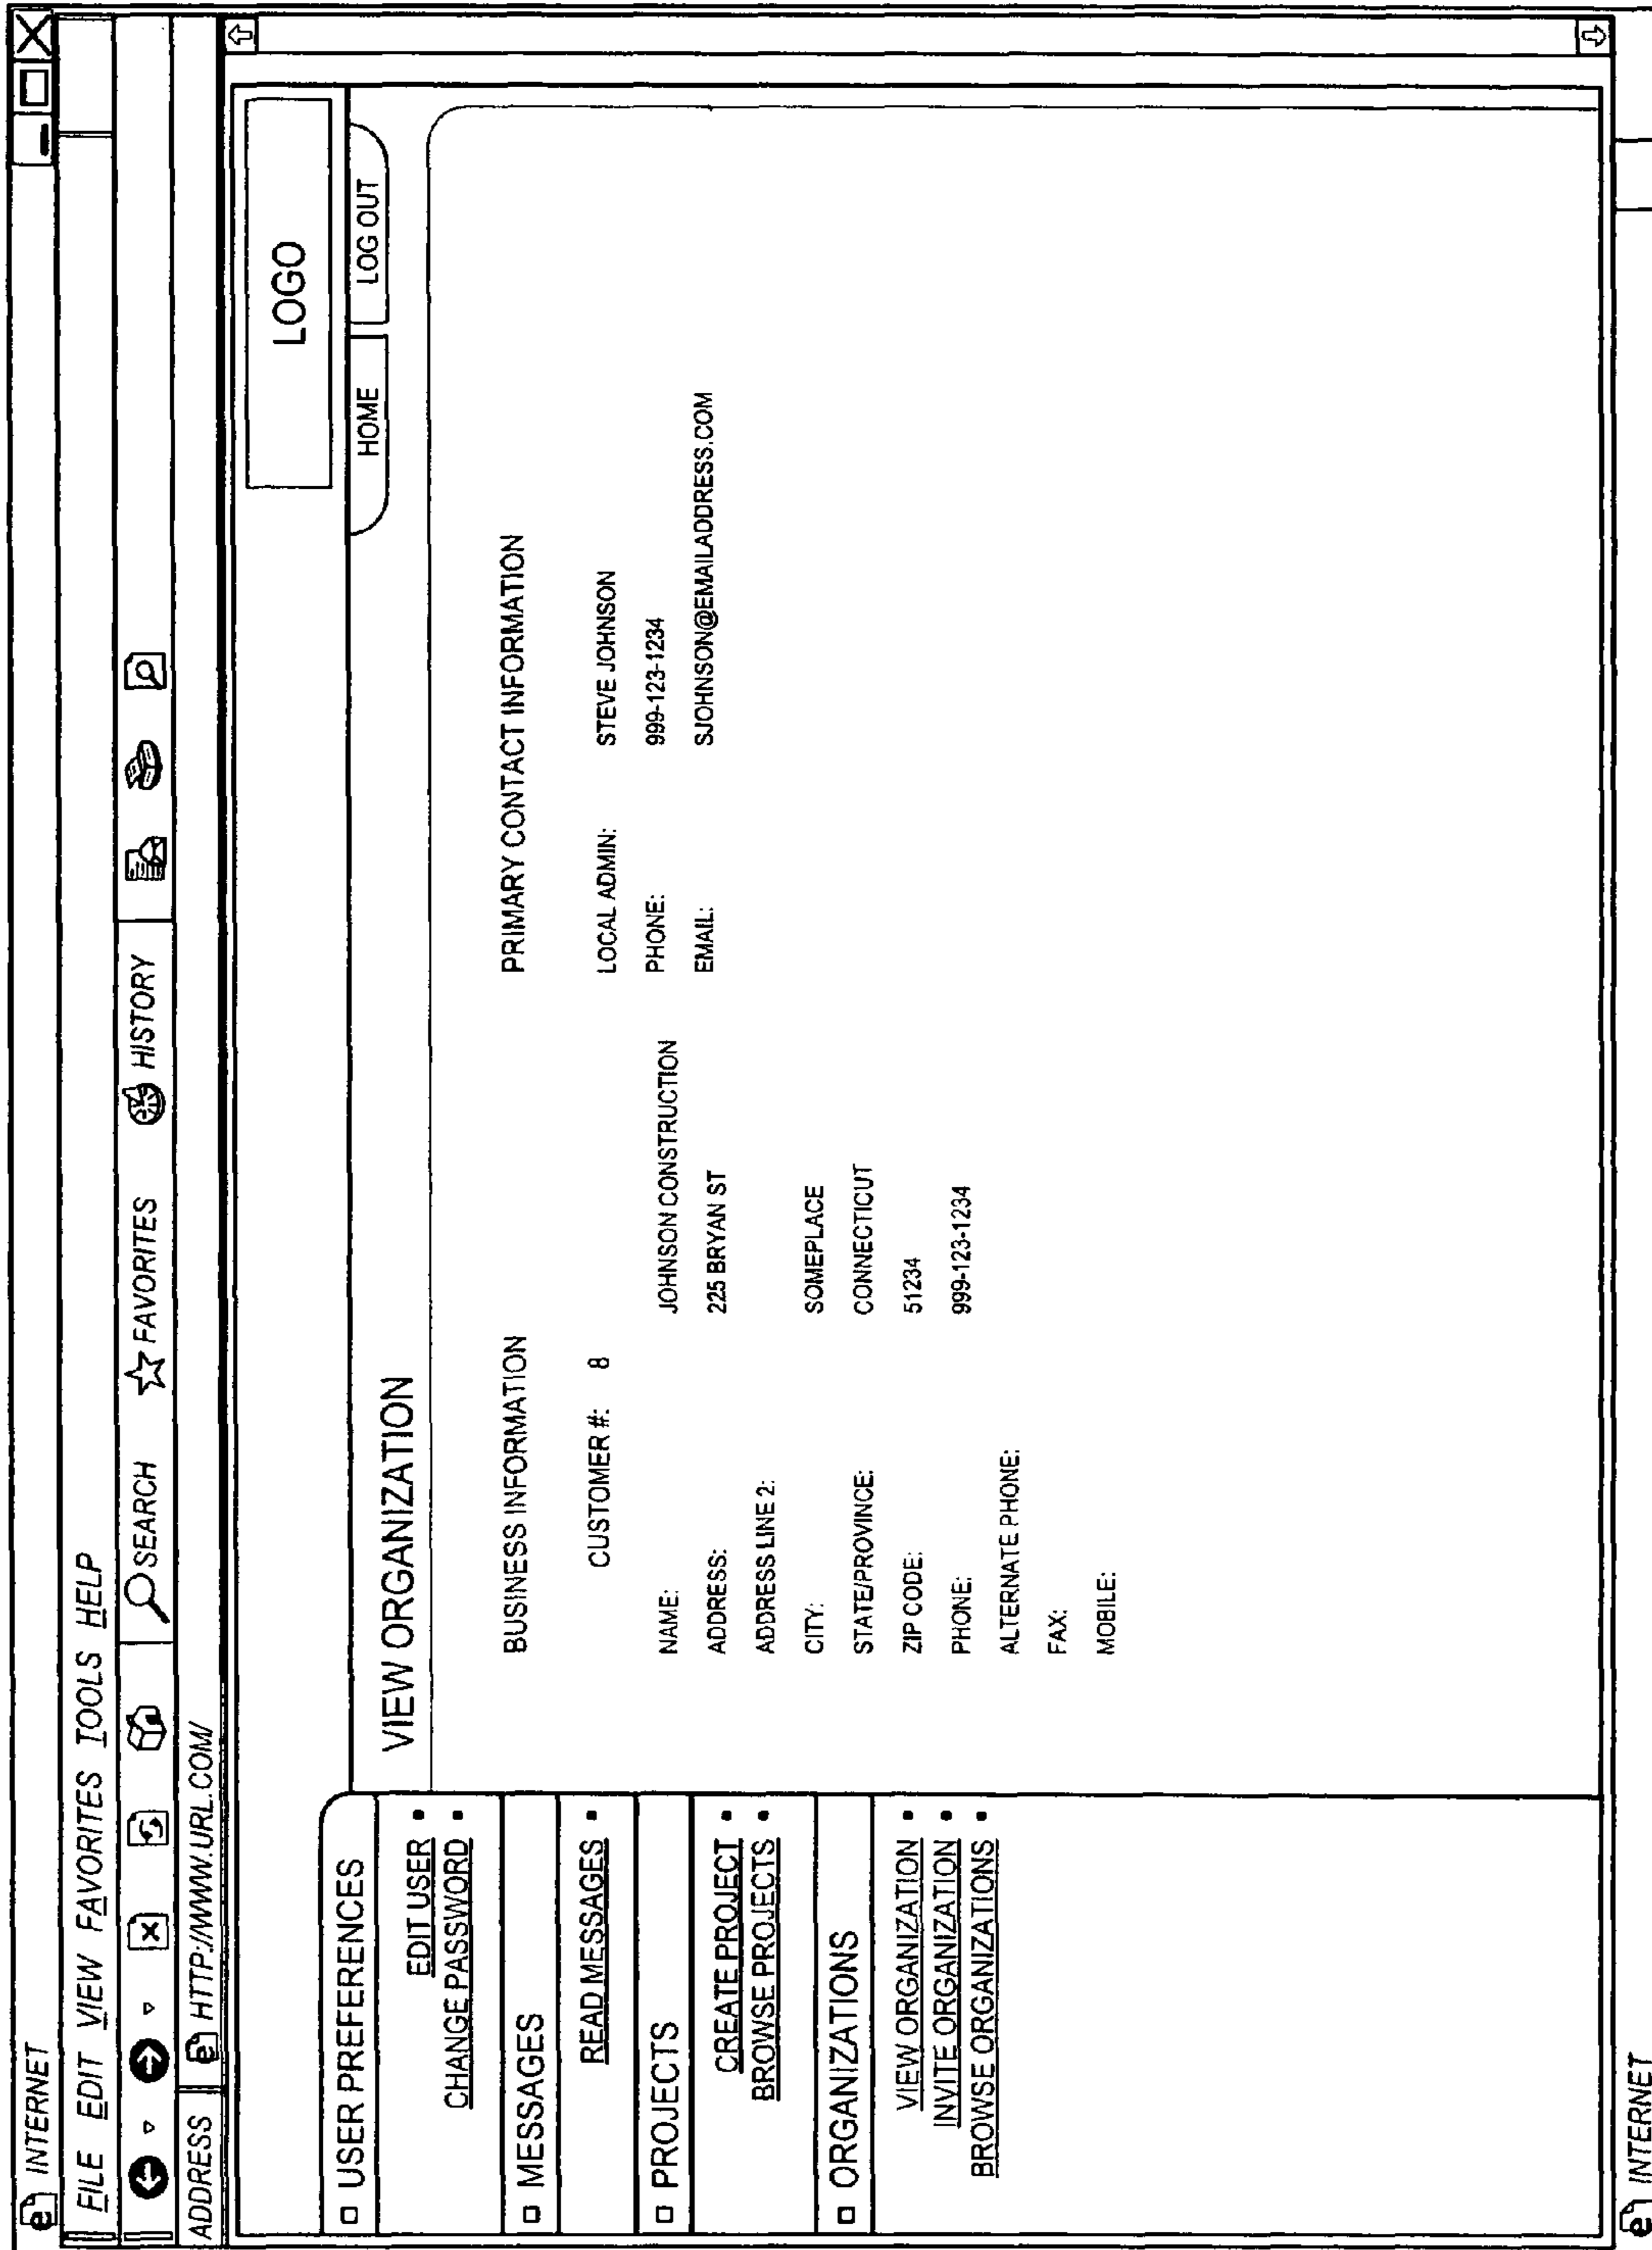 INTERNET
FILE EDIT VIEW FAVORITES TOOLS HELP
SEARCH FAVORITES HISTORY
ADDRESS HTTP://WWW.URL.COM/
LOGO
HOME LOG OUT
USER PREFERENCES
EDIT USER
CHANGE PASSWORD
MESSAGES
READ MESSAGES
PROJECTS
CREATE PROJECT
BROWSE PROJECTS
ORGANIZATIONS
VIEW ORGANIZATION
INVITE ORGANIZATION
BROWSE ORGANIZATIONS
VIEW ORGANIZATION
BUSINESS INFORMATION
CUSTOMER #: 8
NAME: JOHNSON CONSTRUCTION
ADDRESS: 225 BRYAN ST
ADDRESS LINE 2:
CITY: SOMEPLACE
STATE/PROVINCE: CONNECTICUT
ZIP CODE: 51234
PHONE: 999-123-1234
ALTERNATE PHONE:
FAX:
MOBILE:
PRIMARY CONTACT INFORMATION
LOCAL ADMIN: STEVE JOHNSON
PHONE: 999-123-1234
EMAIL: SJOHNSON@EMAILADDRESS.COM
INTERNET